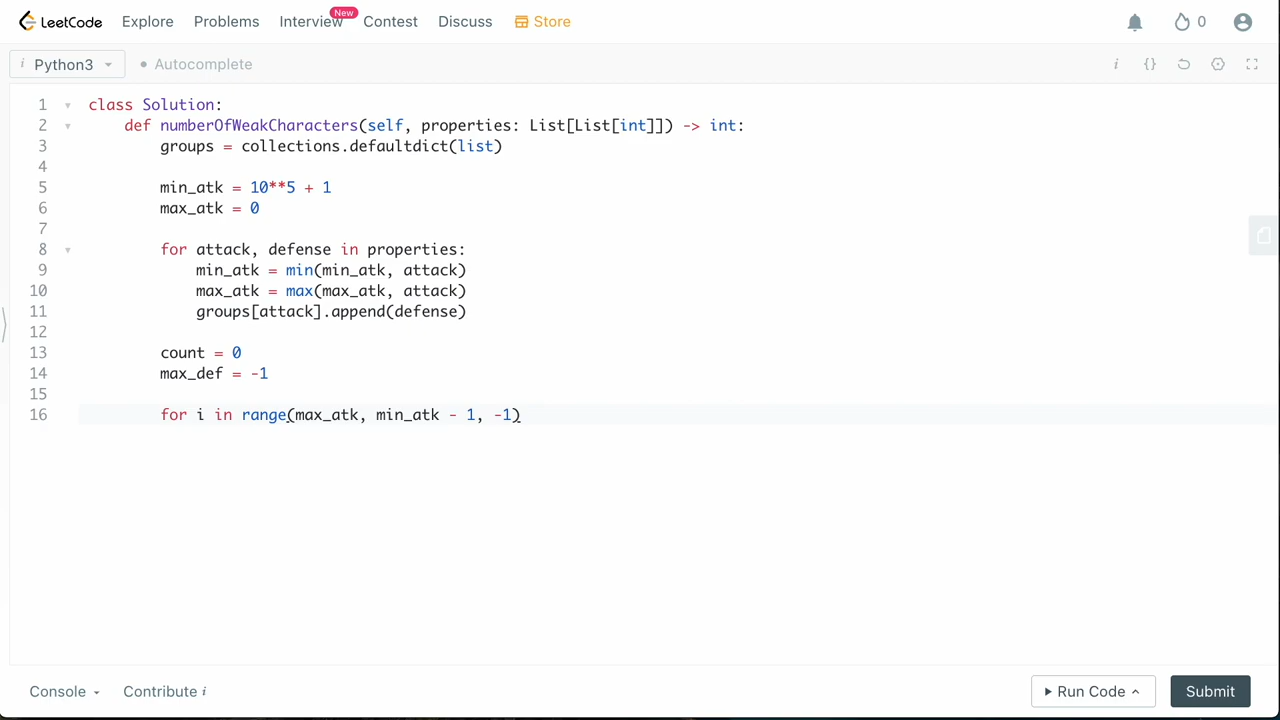 LeetCode Explore Problems Interview New Contest Discuss Store 0
i Python3 Autocomplete i {}
1 class Solution:
2 def numberOfWeakCharacters(self, properties: List[List[int]]) -> int:
3 groups = collections.defaultdict(list)
4
5 min_atk = 10**5 + 1
6 max_atk = 0
7
8 for attack, defense in properties:
9 min_atk = min(min_atk, attack)
10 max_atk = max(max_atk, attack)
11 groups[attack].append(defense)
12
13 count = 0
14 max_def = -1
15
16 for i in range(max_atk, min_atk - 1, -1)
Console Contribute i Run Code Submit